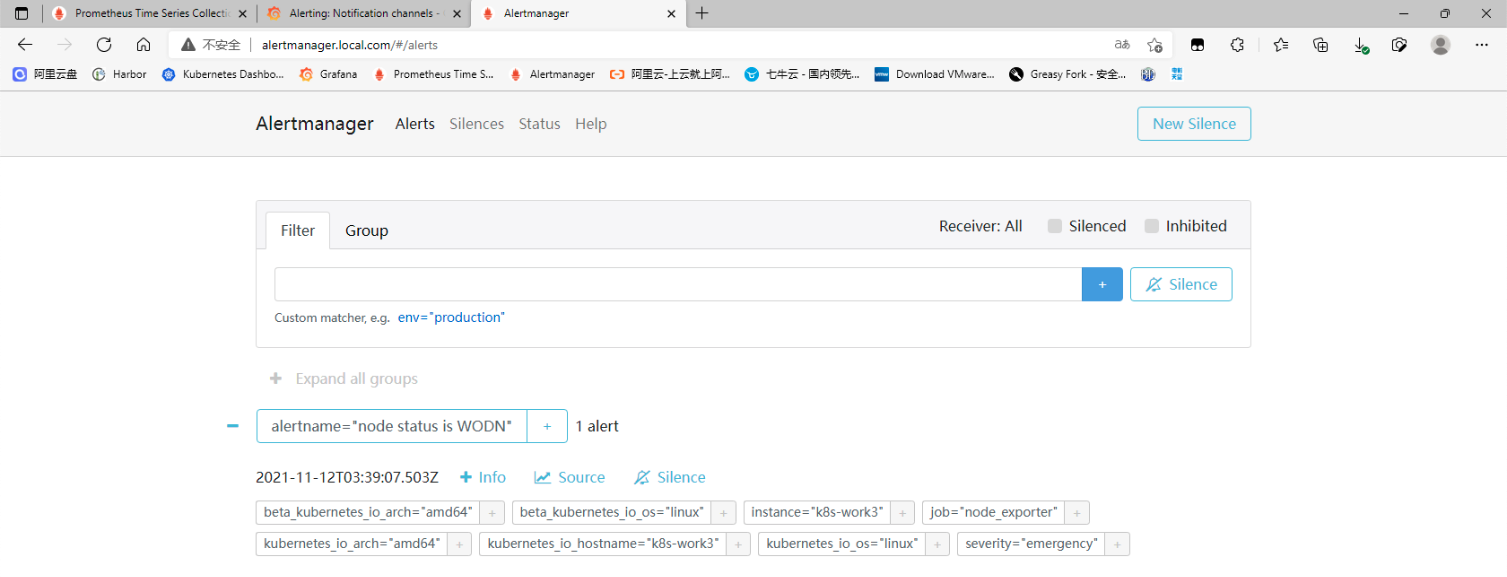 Prometheus Time Series Collectio Alerting: Notification channels - Alertmanager
不安全 alertmanager.local.com/#/alerts ああ
阿里云盘 Harbor Kubernetes Dashbo... Grafana Prometheus Time S... Alertmanager 阿里云-上云就上阿... 七牛云 - 国内领先... Download VMware... Greasy Fork - 安全...
Alertmanager Alerts Silences Status Help New Silence
Filter Group Receiver: All Silenced Inhibited
+ Silence
Custom matcher, e.g. env="production"
+ Expand all groups
alertname="node status is WODN" + 1 alert
2021-11-12T03:39:07.503Z + Info Source Silence
beta_kubernetes_io_arch="amd64" + beta_kubernetes_io_os="linux" + instance="k8s-work3" + job="node_exporter" +
kubernetes_io_arch="amd64" + kubernetes_io_hostname="k8s-work3" + kubernetes_io_os="linux" + severity="emergency" +